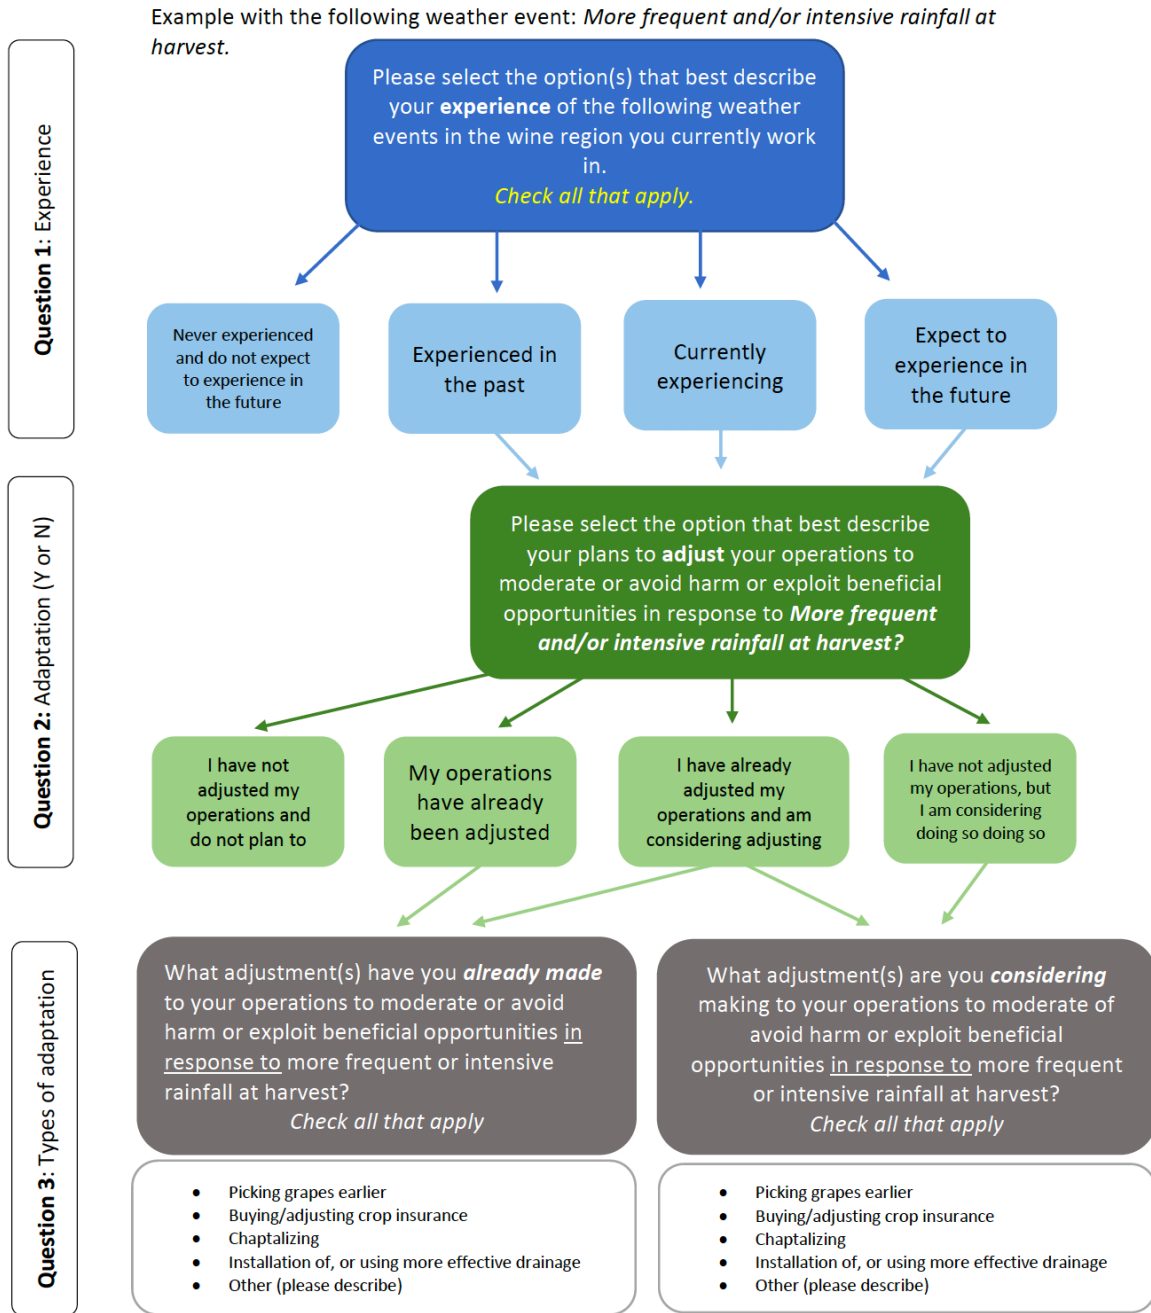 Example with the following weather event: More frequent and/or intensive rainfall at
harvest.
Question 1: Experience
Please select the option(s) that best describe
your experience of the following weather
events in the wine region you currently work
in.
Check all that apply.
Never experienced
and do not expect
to experience in
the future
Experienced in
the past
Currently
experiencing
Expect to
experience in
the future
Question 2: Adaptation (Y or N)
Please select the option that best describe
your plans to adjust your operations to
moderate or avoid harm or exploit beneficial
opportunities in response to More frequent
and/or intensive rainfall at harvest?
I have not
adjusted my
operations and
do not plan to
My operations
have already
been adjusted
I have already
adjusted my
operations and am
considering adjusting
I have not adjusted
my operations, but
I am considering
doing so doing so
Question 3: Types of adaptation
What adjustment(s) have you already made
to your operations to moderate or avoid
harm or exploit beneficial opportunities in
response to more frequent or intensive
rainfall at harvest?
Check all that apply
What adjustment(s) are you considering
making to your operations to moderate of
avoid harm or exploit beneficial
opportunities in response to more frequent
or intensive rainfall at harvest?
Check all that apply
• Picking grapes earlier
• Buying/adjusting crop insurance
• Chaptalizing
• Installation of, or using more effective drainage
• Other (please describe)
• Picking grapes earlier
• Buying/adjusting crop insurance
• Chaptalizing
• Installation of, or using more effective drainage
• Other (please describe)